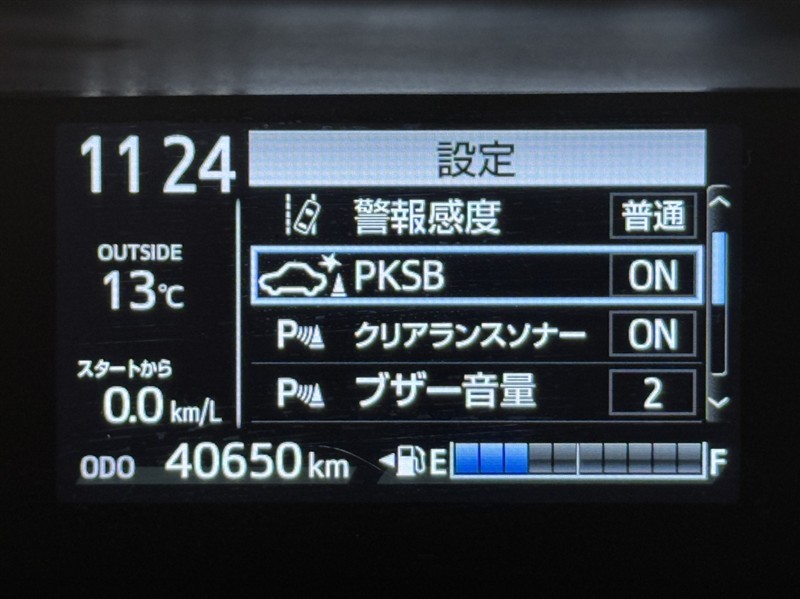 11 24
設定
警報感度 普通
OUTSIDE
13℃
PKSB ON
P クリアランスソナー ON
スタートから
0.0 km/L
P ブザー音量 2
ODO 40650 km E F